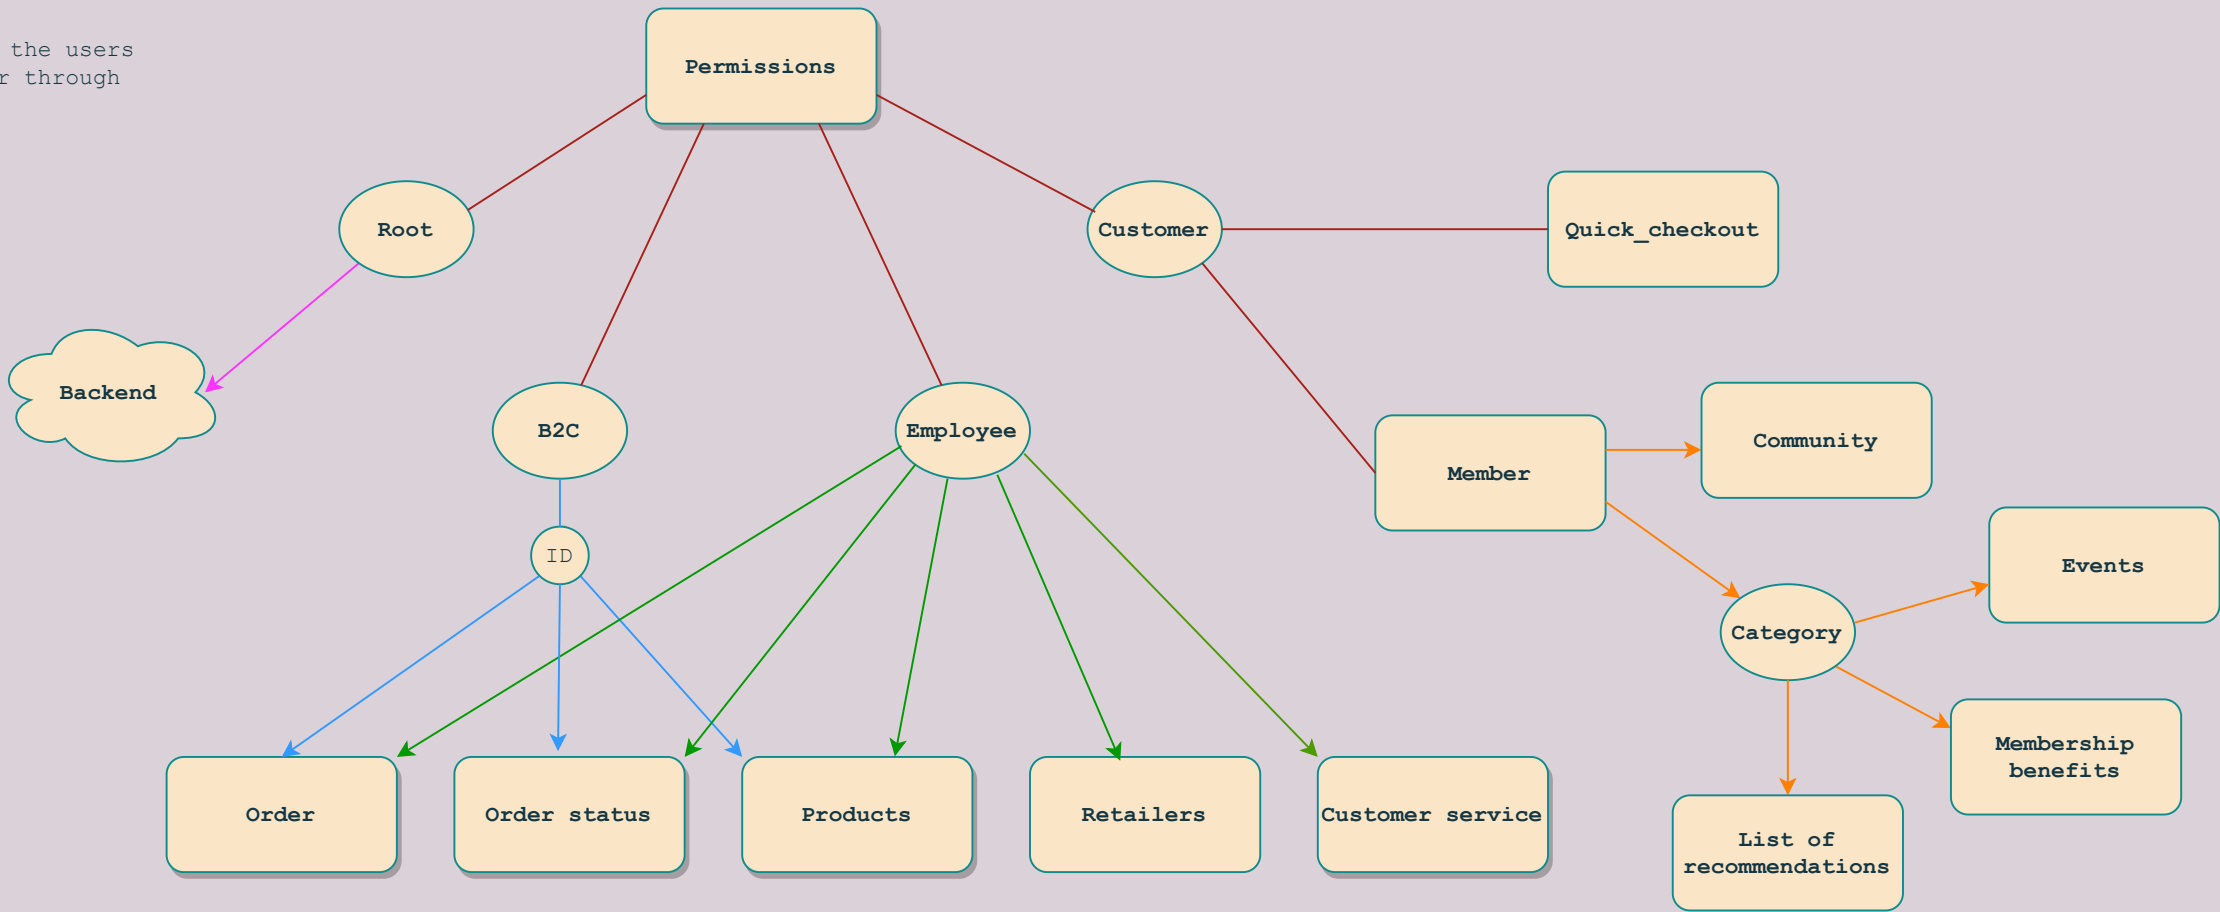 the users
r through
Permissions
Root
Customer
Quick_checkout
Backend
B2C
Employee
Member
Community
ID
Events
Category
Membership
benefits
Order
Order status
Products
Retailers
Customer service
List of
recommendations